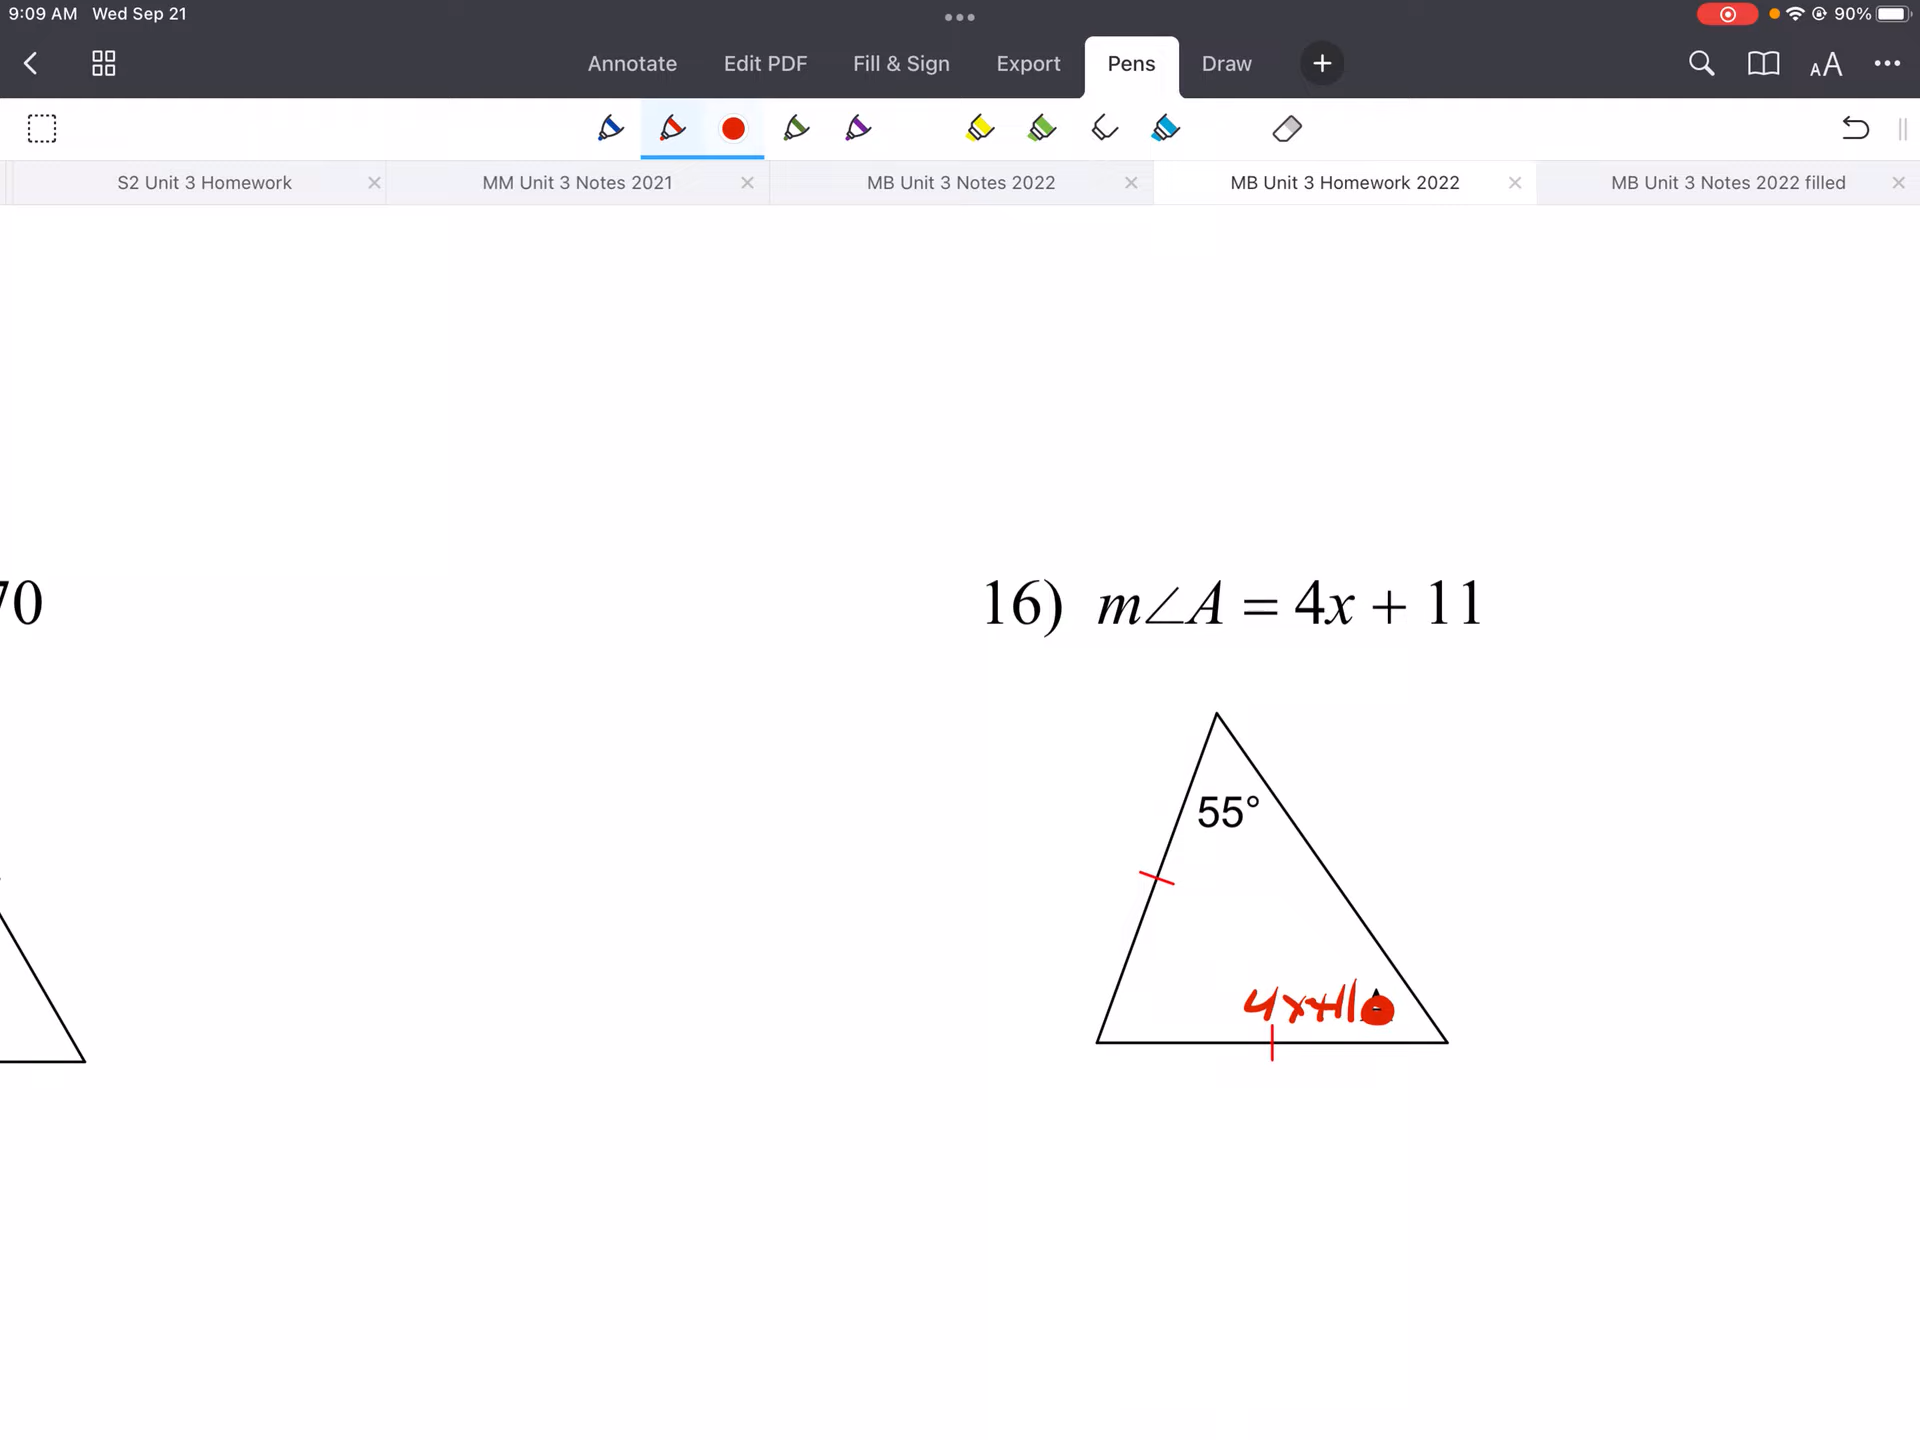 9:09 AM Wed Sep 21
90%
Annotate Edit PDF Fill & Sign Export Pens Draw
AA
S2 Unit 3 Homework MM Unit 3 Notes 2021 MB Unit 3 Notes 2022 MB Unit 3 Homework 2022 MB Unit 3 Notes 2022 filled
70
16) m∠A = 4x + 11
55°
4x+11